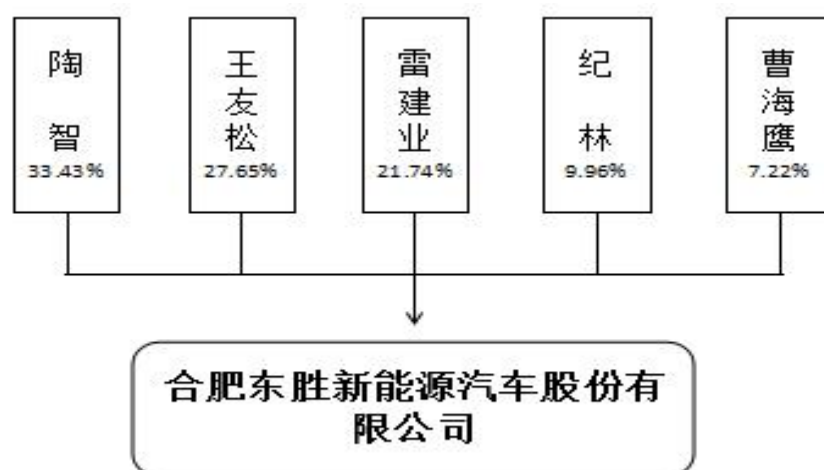 陶智
33.43%
王友松
27.65%
雷建业
21.74%
纪林
9.96%
曹海鹰
7.22%
合肥东胜新能源汽车股份有
限公司